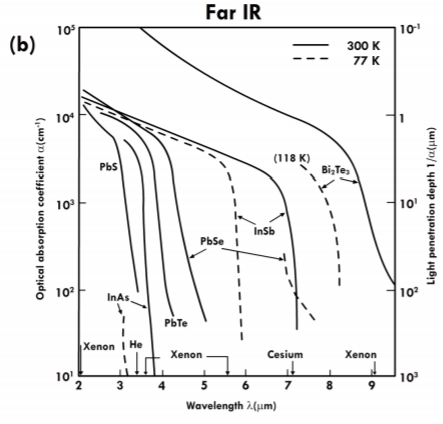 Far IR
(b)
300 K
77 K
10⁵
10⁴
10³
10²
10¹
Optical absorption coefficient α(cm⁻¹)
10⁻¹
1
10¹
10²
10³
Light penetration depth 1/α(μm)
(118 K)
Bi₂Te₃
PbS
InSb
PbSe
InAs
PbTe
Xenon
He
Xenon
Cesium
Xenon
2 3 4 5 6 7 8 9
Wavelength λ(μm)